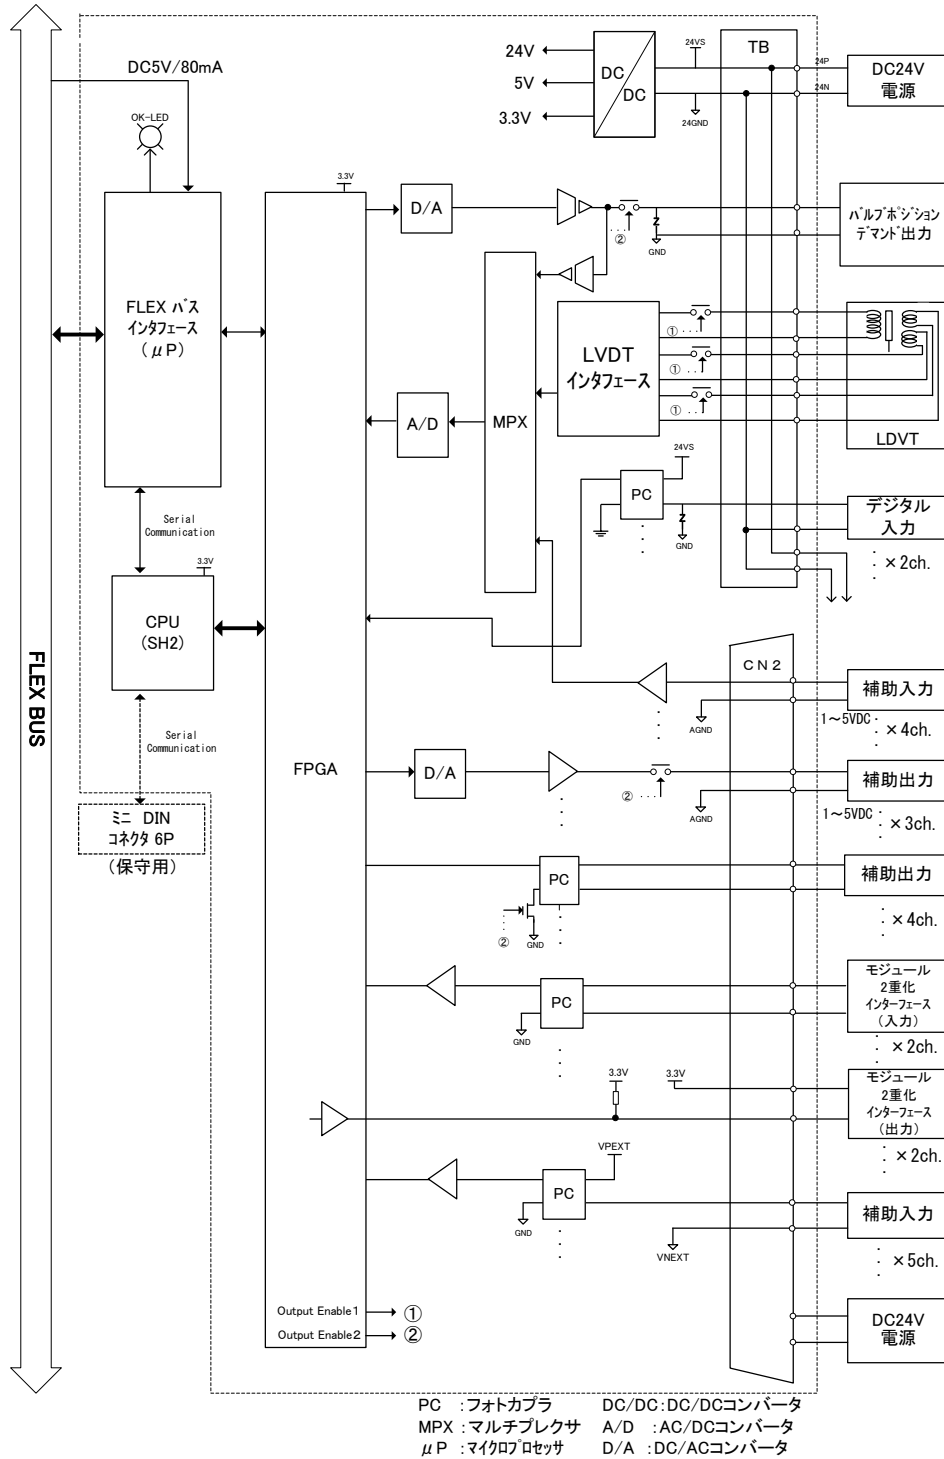 DC5V/80mA
OK-LED
24V
5V
3.3V
DC
DC
24VS
24GND
TB
24P
24N
DC24V
電源
3.3V
D/A
②
GND
バルブポジション
デマンド出力
FLEX バス
インタフェース
(μP)
LVDT
インタフェース
①
①
①
MPX
A/D
LDVT
24VS
PC
GND
デジタル
入力
×2ch.
Serial
Communication
3.3V
CPU
(SH2)
FLEX BUS
FPGA
CN2
補助入力
AGND
1～5VDC
×4ch.
Serial
Communication
D/A
②
AGND
補助出力
1～5VDC
×3ch.
ミニ DIN
コネクタ 6P
(保守用)
PC
②
GND
補助出力
×4ch.
PC
GND
モジュール
2重化
インターフェース
(入力)
×2ch.
3.3V
3.3V
モジュール
2重化
インターフェース
(出力)
×2ch.
VPEXT
PC
GND
VNEXT
補助入力
×5ch.
Output Enable1
①
Output Enable2
②
DC24V
電源
PC :フォトカプラ DC/DC:DC/DCコンバータ
MPX :マルチプレクサ A/D :AC/DCコンバータ
μP :マイクロプロセッサ D/A :DC/ACコンバータ